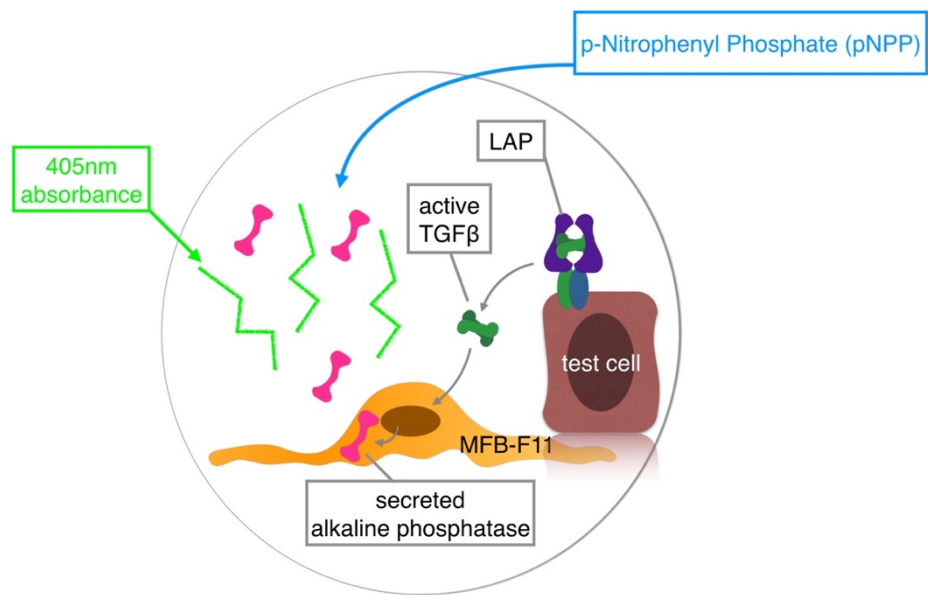 p-Nitrophenyl Phosphate (pNPP)
LAP
405nm
absorbance
active
TGFβ
test cell
MFB-F11
secreted
alkaline phosphatase